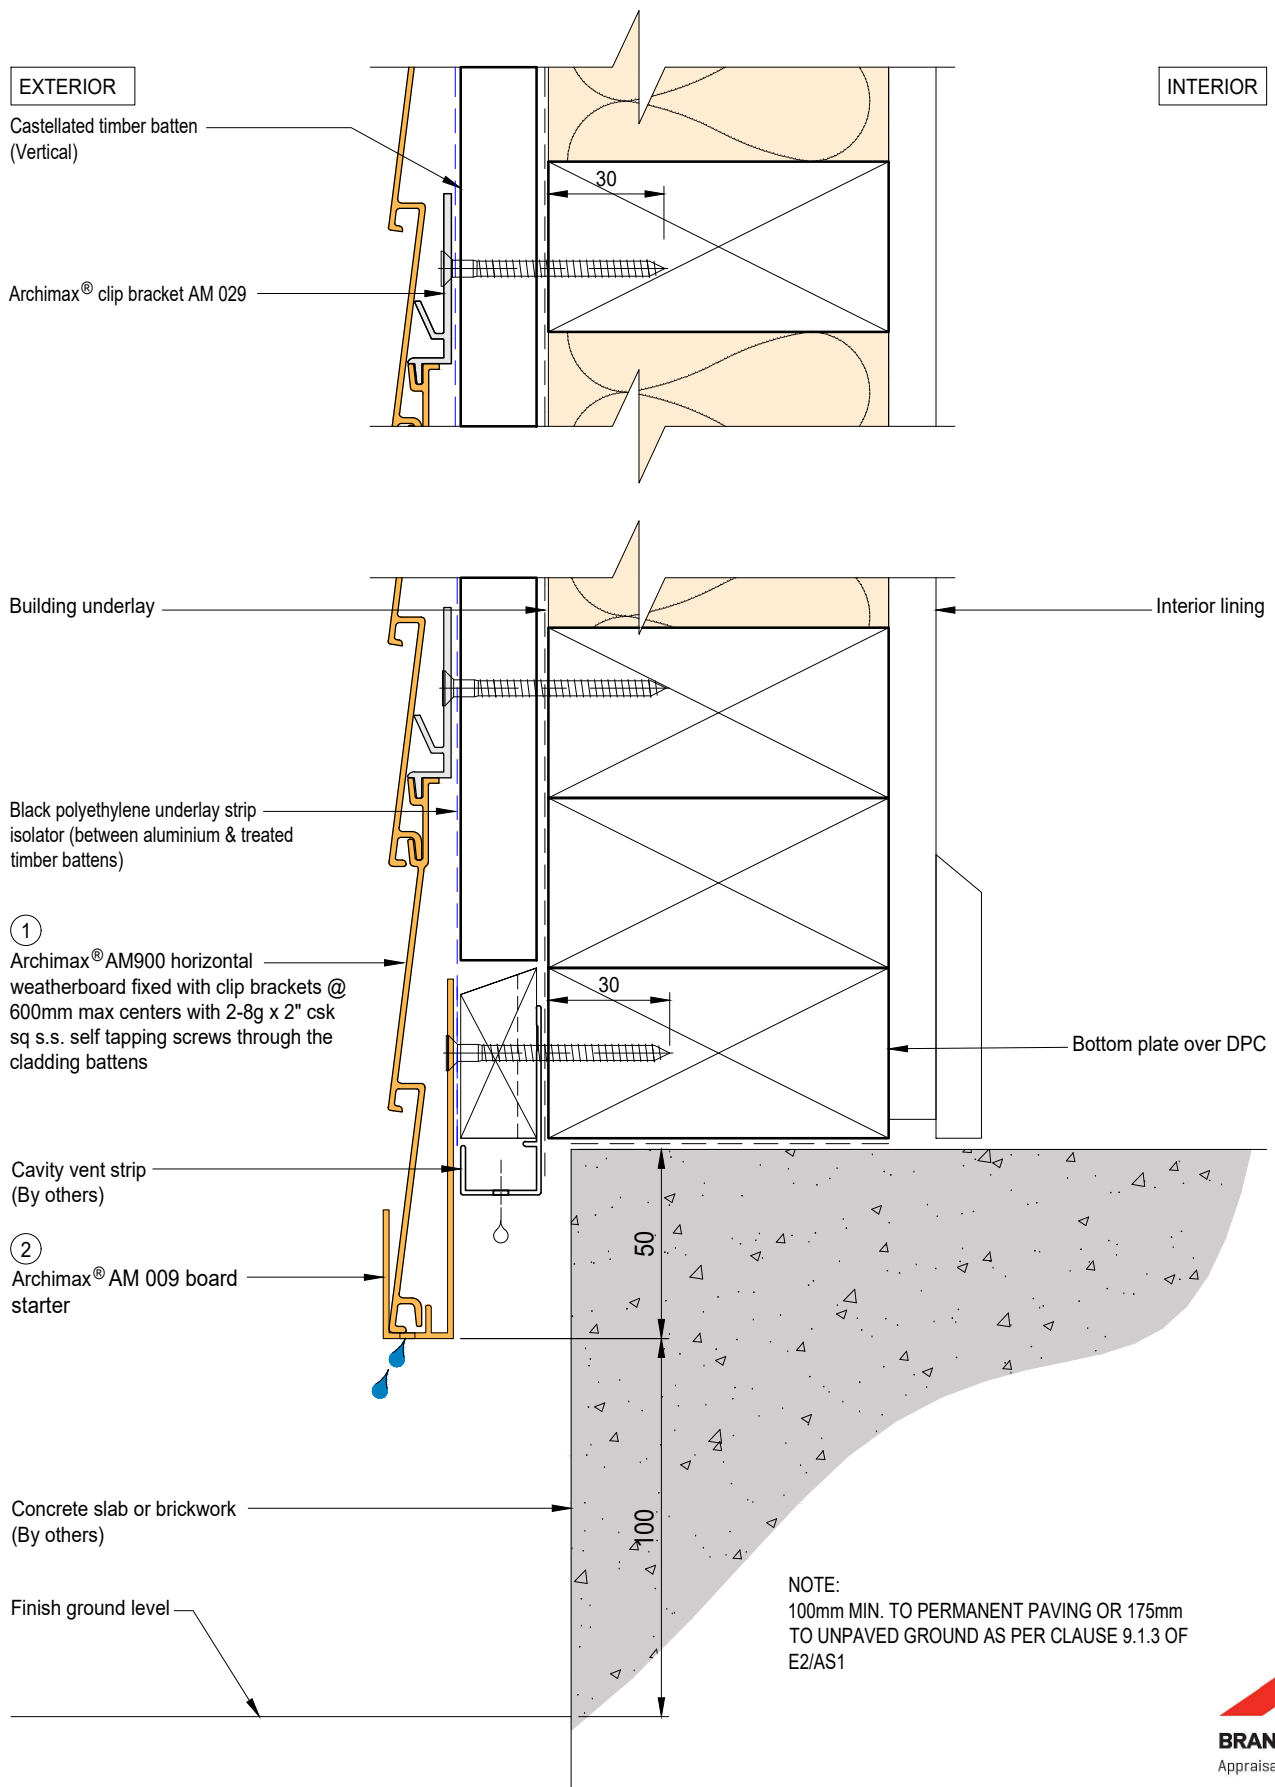 EXTERIOR
INTERIOR
Castellated timber batten
(Vertical)
30
Archimax® clip bracket AM 029
Building underlay
Interior lining
Black polyethylene underlay strip
isolator (between aluminium & treated
timber battens)
1
Archimax® AM900 horizontal
weatherboard fixed with clip brackets @
600mm max centers with 2-8g x 2" csk
sq s.s. self tapping screws through the
cladding battens
30
Bottom plate over DPC
Cavity vent strip
(By others)
50
2
Archimax® AM 009 board
starter
Concrete slab or brickwork
(By others)
100
NOTE:
100mm MIN. TO PERMANENT PAVING OR 175mm
TO UNPAVED GROUND AS PER CLAUSE 9.1.3 OF
E2/AS1
Finish ground level
BRAN
Appraisa